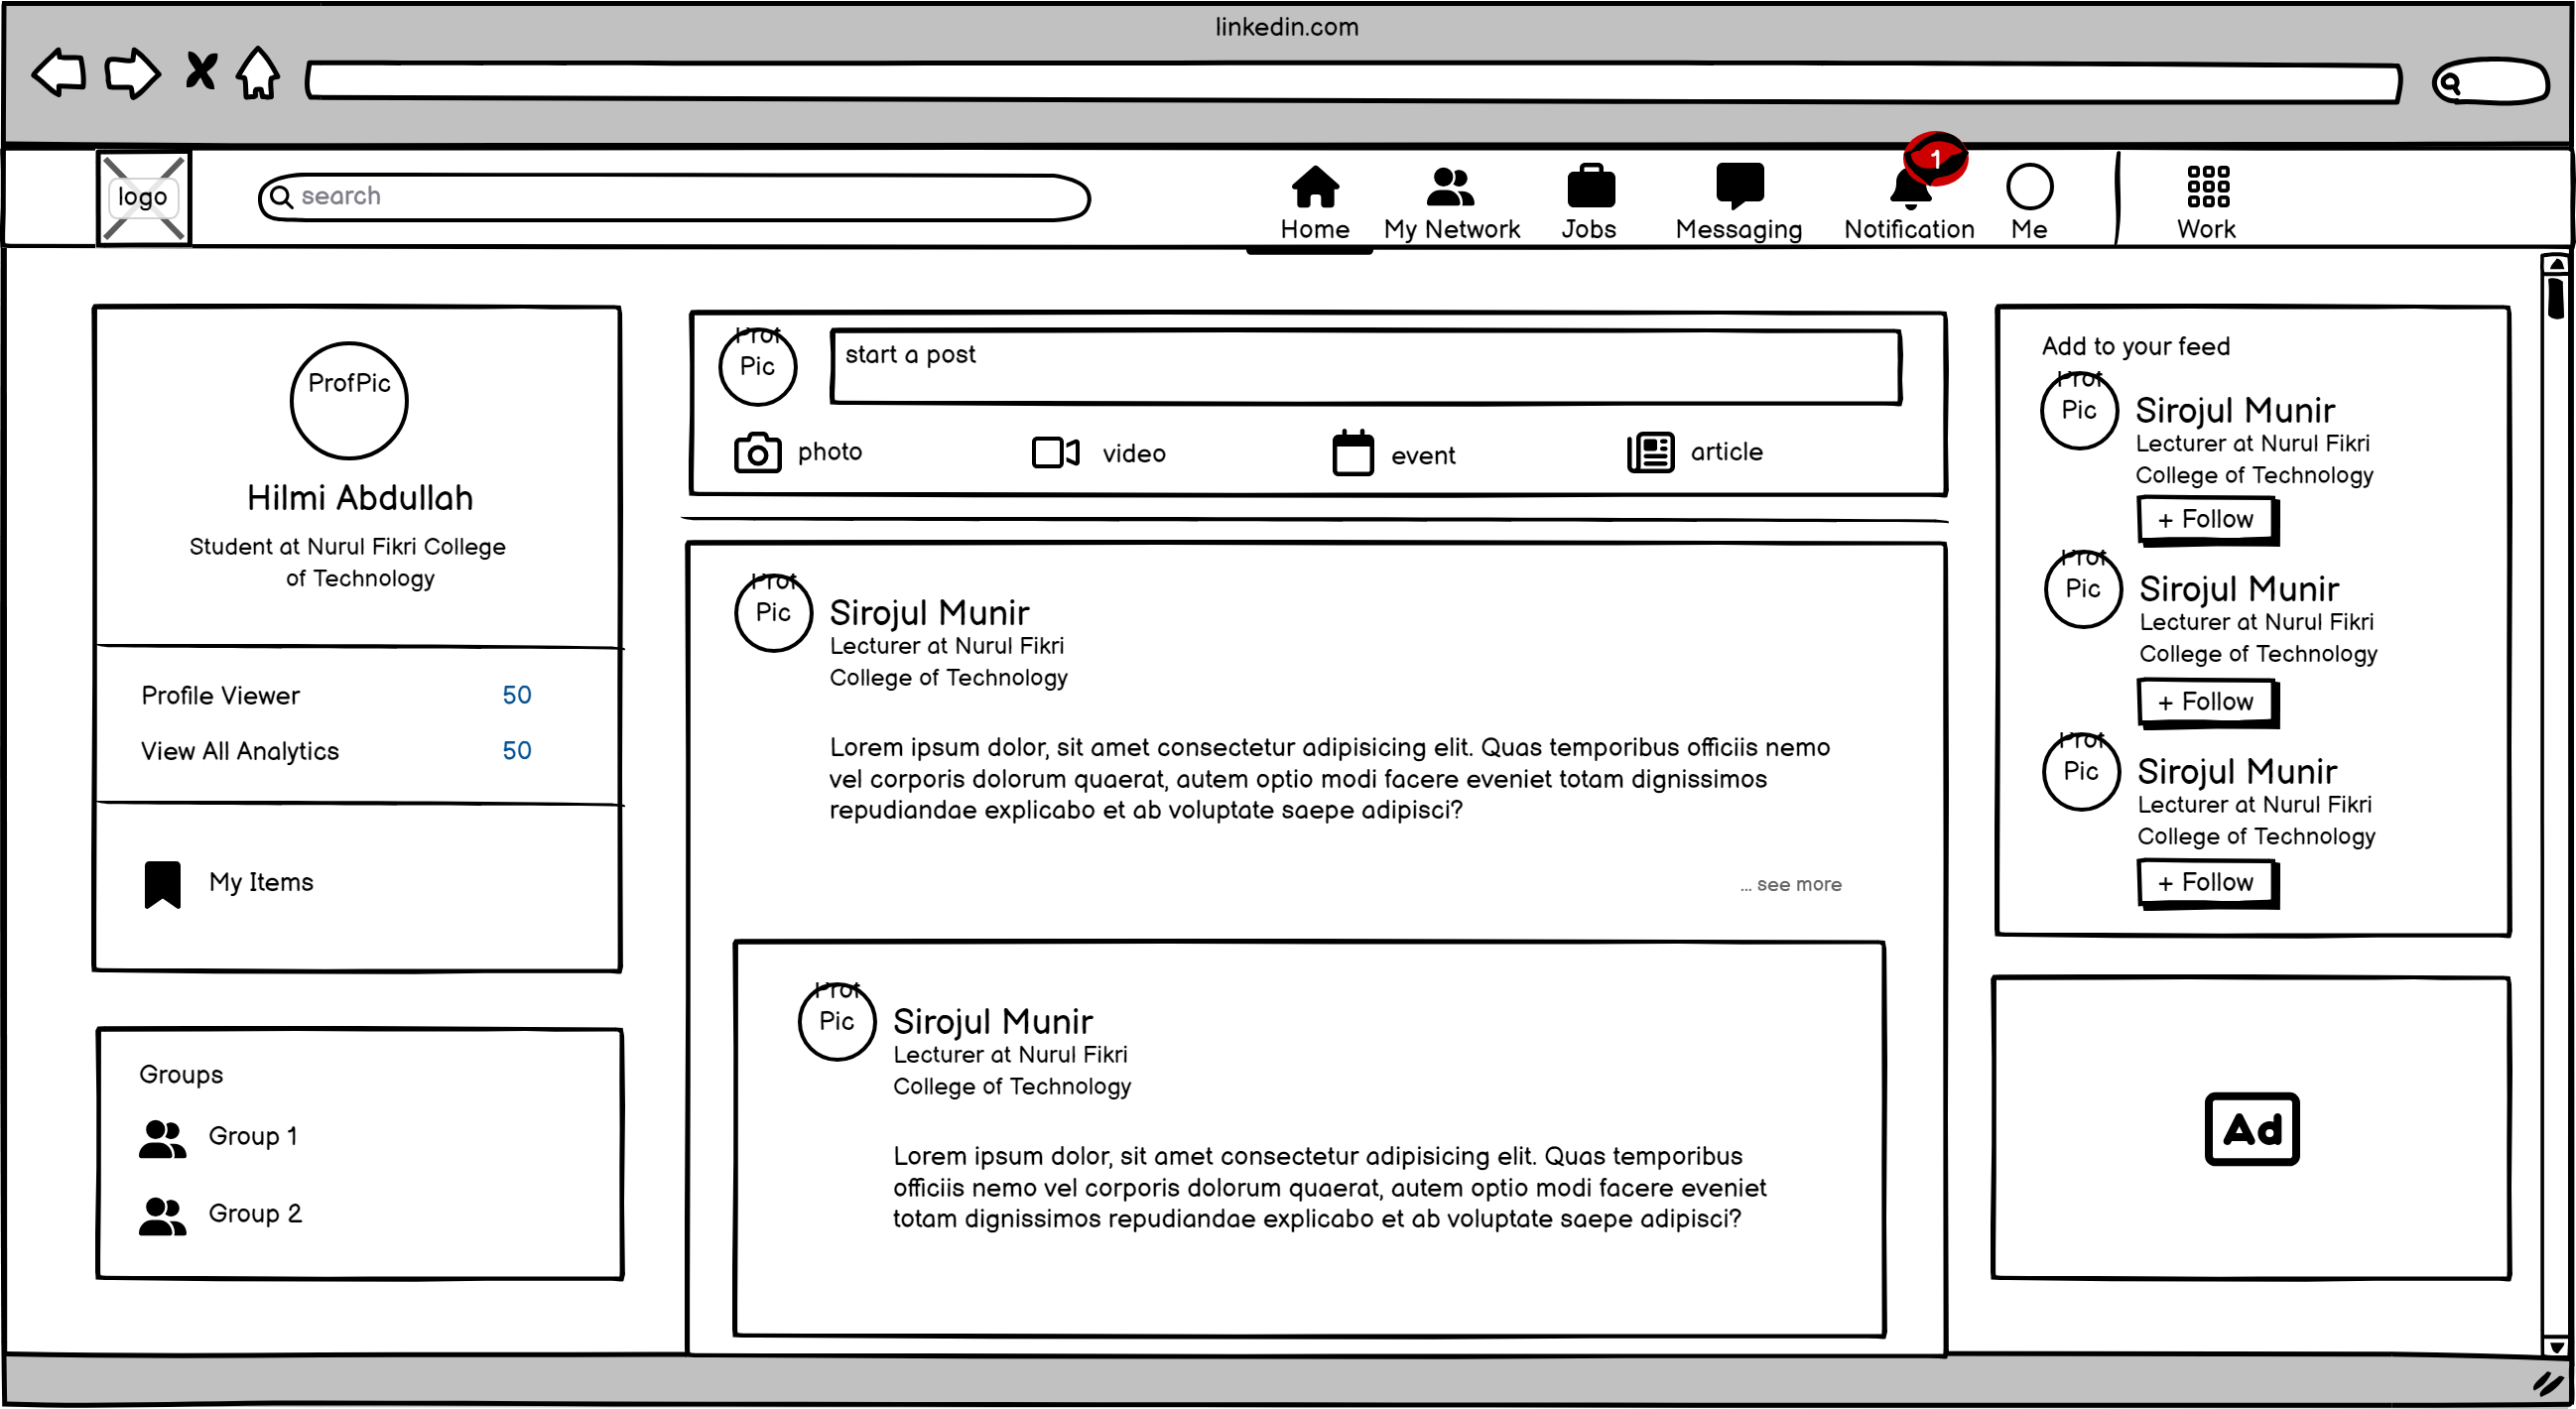 linkedin.com
logo
search
Home
My Network
Jobs
Messaging
1
Notification
Me
Work
ProfPic
Hilmi Abdullah
Student at Nurul Fikri College
of Technology
Profile Viewer 50
View All Analytics 50
My Items
Groups
Group 1
Group 2
Prof
Pic
start a post
photo
video
event
article
Prof
Pic
Sirojul Munir
Lecturer at Nurul Fikri
College of Technology
Lorem ipsum dolor, sit amet consectetur adipisicing elit. Quas temporibus officiis nemo
vel corporis dolorum quaerat, autem optio modi facere eveniet totam dignissimos
repudiandae explicabo et ab voluptate saepe adipisci?
... see more
Prof
Pic
Sirojul Munir
Lecturer at Nurul Fikri
College of Technology
Lorem ipsum dolor, sit amet consectetur adipisicing elit. Quas temporibus
officiis nemo vel corporis dolorum quaerat, autem optio modi facere eveniet
totam dignissimos repudiandae explicabo et ab voluptate saepe adipisci?
Add to your feed
Prof
Pic
Sirojul Munir
Lecturer at Nurul Fikri
College of Technology
+ Follow
Prof
Pic
Sirojul Munir
Lecturer at Nurul Fikri
College of Technology
+ Follow
Prof
Pic
Sirojul Munir
Lecturer at Nurul Fikri
College of Technology
+ Follow
Ad